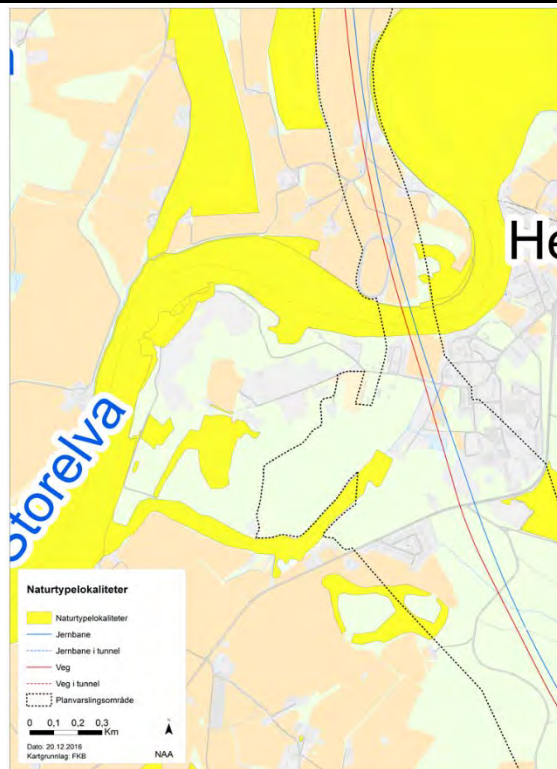 He
Storelva
Naturtypelokaliteter
Naturtypelokaliteter
Jernbane
Jernbane i tunnel
Veg
Veg i tunnel
Planvarslingsområde
0 0,1 0,2 0,3
Km
N
Dato: 20.12.2016
Kartgrunnlag: FKB
NAA